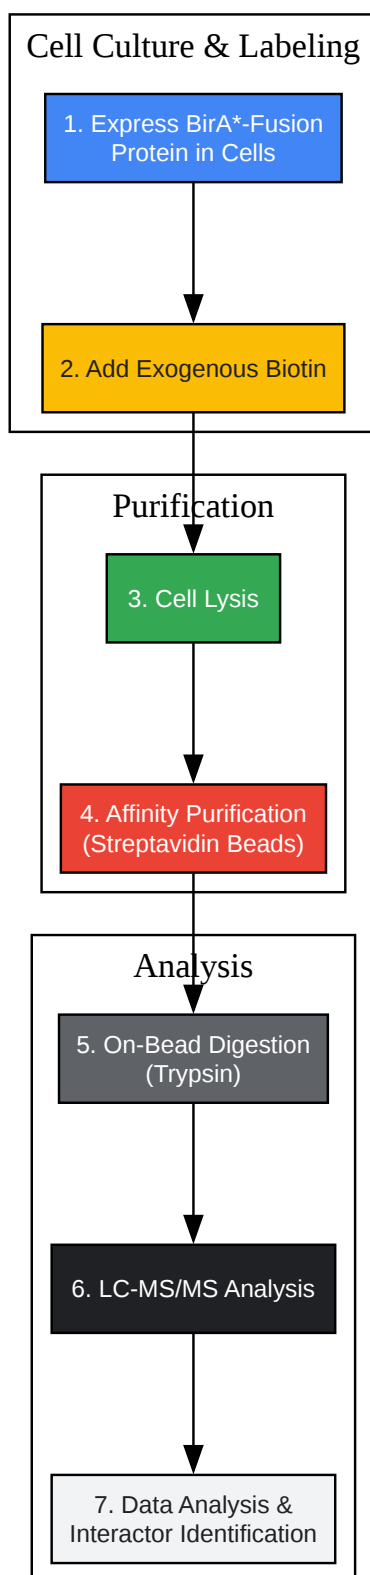 Cell Culture & Labeling
1. Express BirA*-Fusion
Protein in Cells
2. Add Exogenous Biotin
Purification
3. Cell Lysis
4. Affinity Purification
(Streptavidin Beads)
Analysis
5. On-Bead Digestion
(Trypsin)
6. LC-MS/MS Analysis
7. Data Analysis &
Interactor Identification